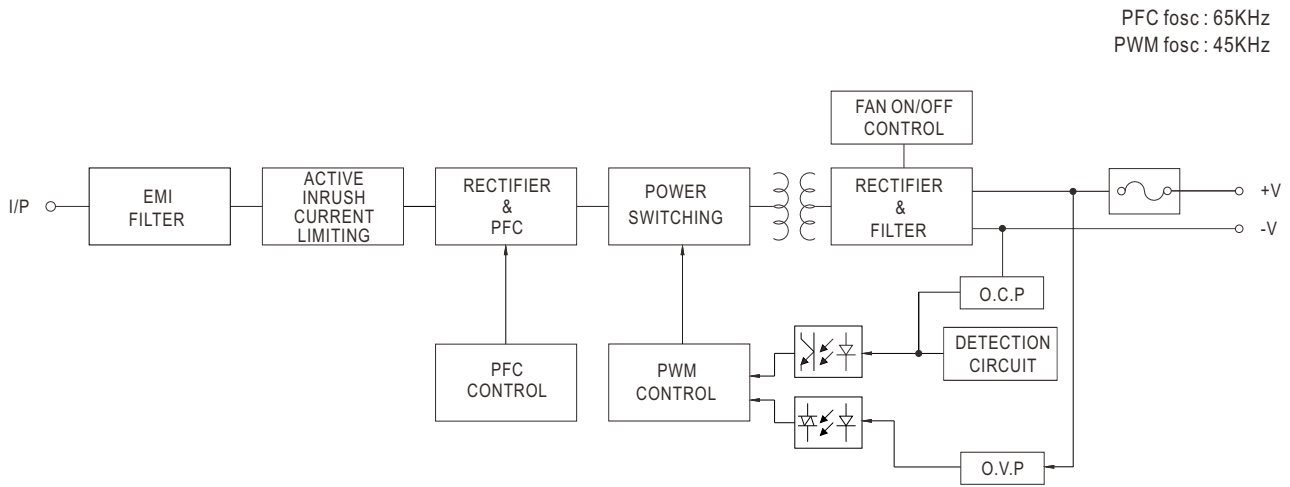 PFC fosc : 65KHz
PWM fosc : 45KHz
FAN ON/OFF
CONTROL
I/P
EMI
FILTER
ACTIVE
INRUSH
CURRENT
LIMITING
RECTIFIER
&
PFC
POWER
SWITCHING
RECTIFIER
&
FILTER
+V
-V
O.C.P
DETECTION
CIRCUIT
PFC
CONTROL
PWM
CONTROL
O.V.P